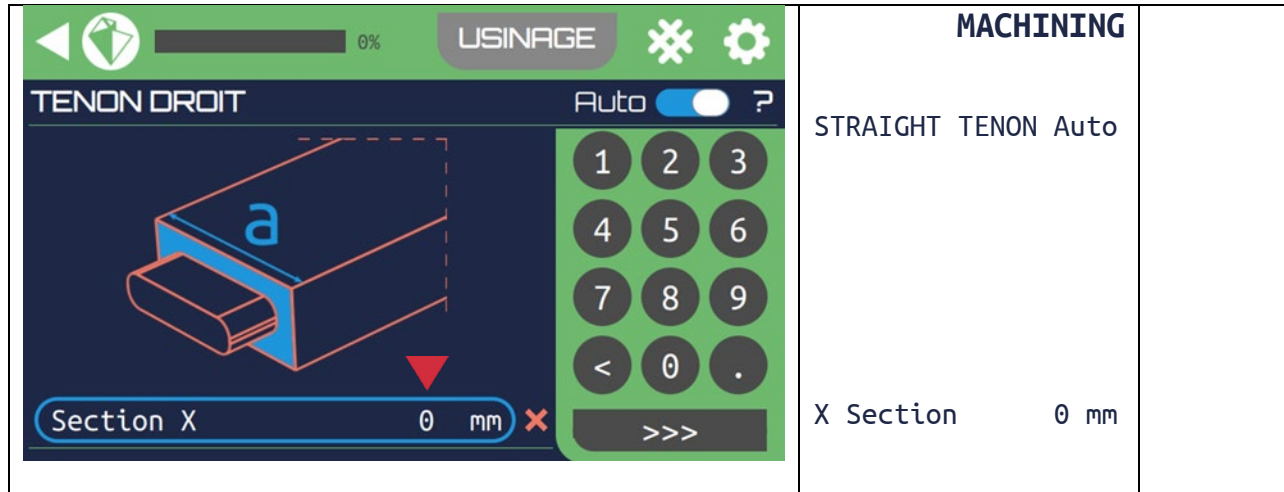 0% USINAGE
TENON DROIT Auto ?
a
1 2 3
4 5 6
7 8 9
< 0 .
Section X 0 mm
>>>
MACHINING
STRAIGHT TENON Auto
X Section 0 mm